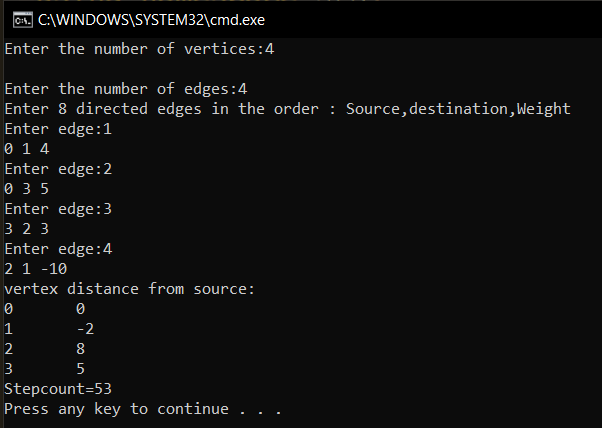 C:\WINDOWS\SYSTEM32\cmd.exe
Enter the number of vertices:4
Enter the number of edges:4
Enter 8 directed edges in the order : Source,destination,Weight
Enter edge:1
0 1 4
Enter edge:2
0 3 5
Enter edge:3
3 2 3
Enter edge:4
2 1 -10
vertex distance from source:
0 0
1 -2
2 8
3 5
Stepcount=53
Press any key to continue . . .